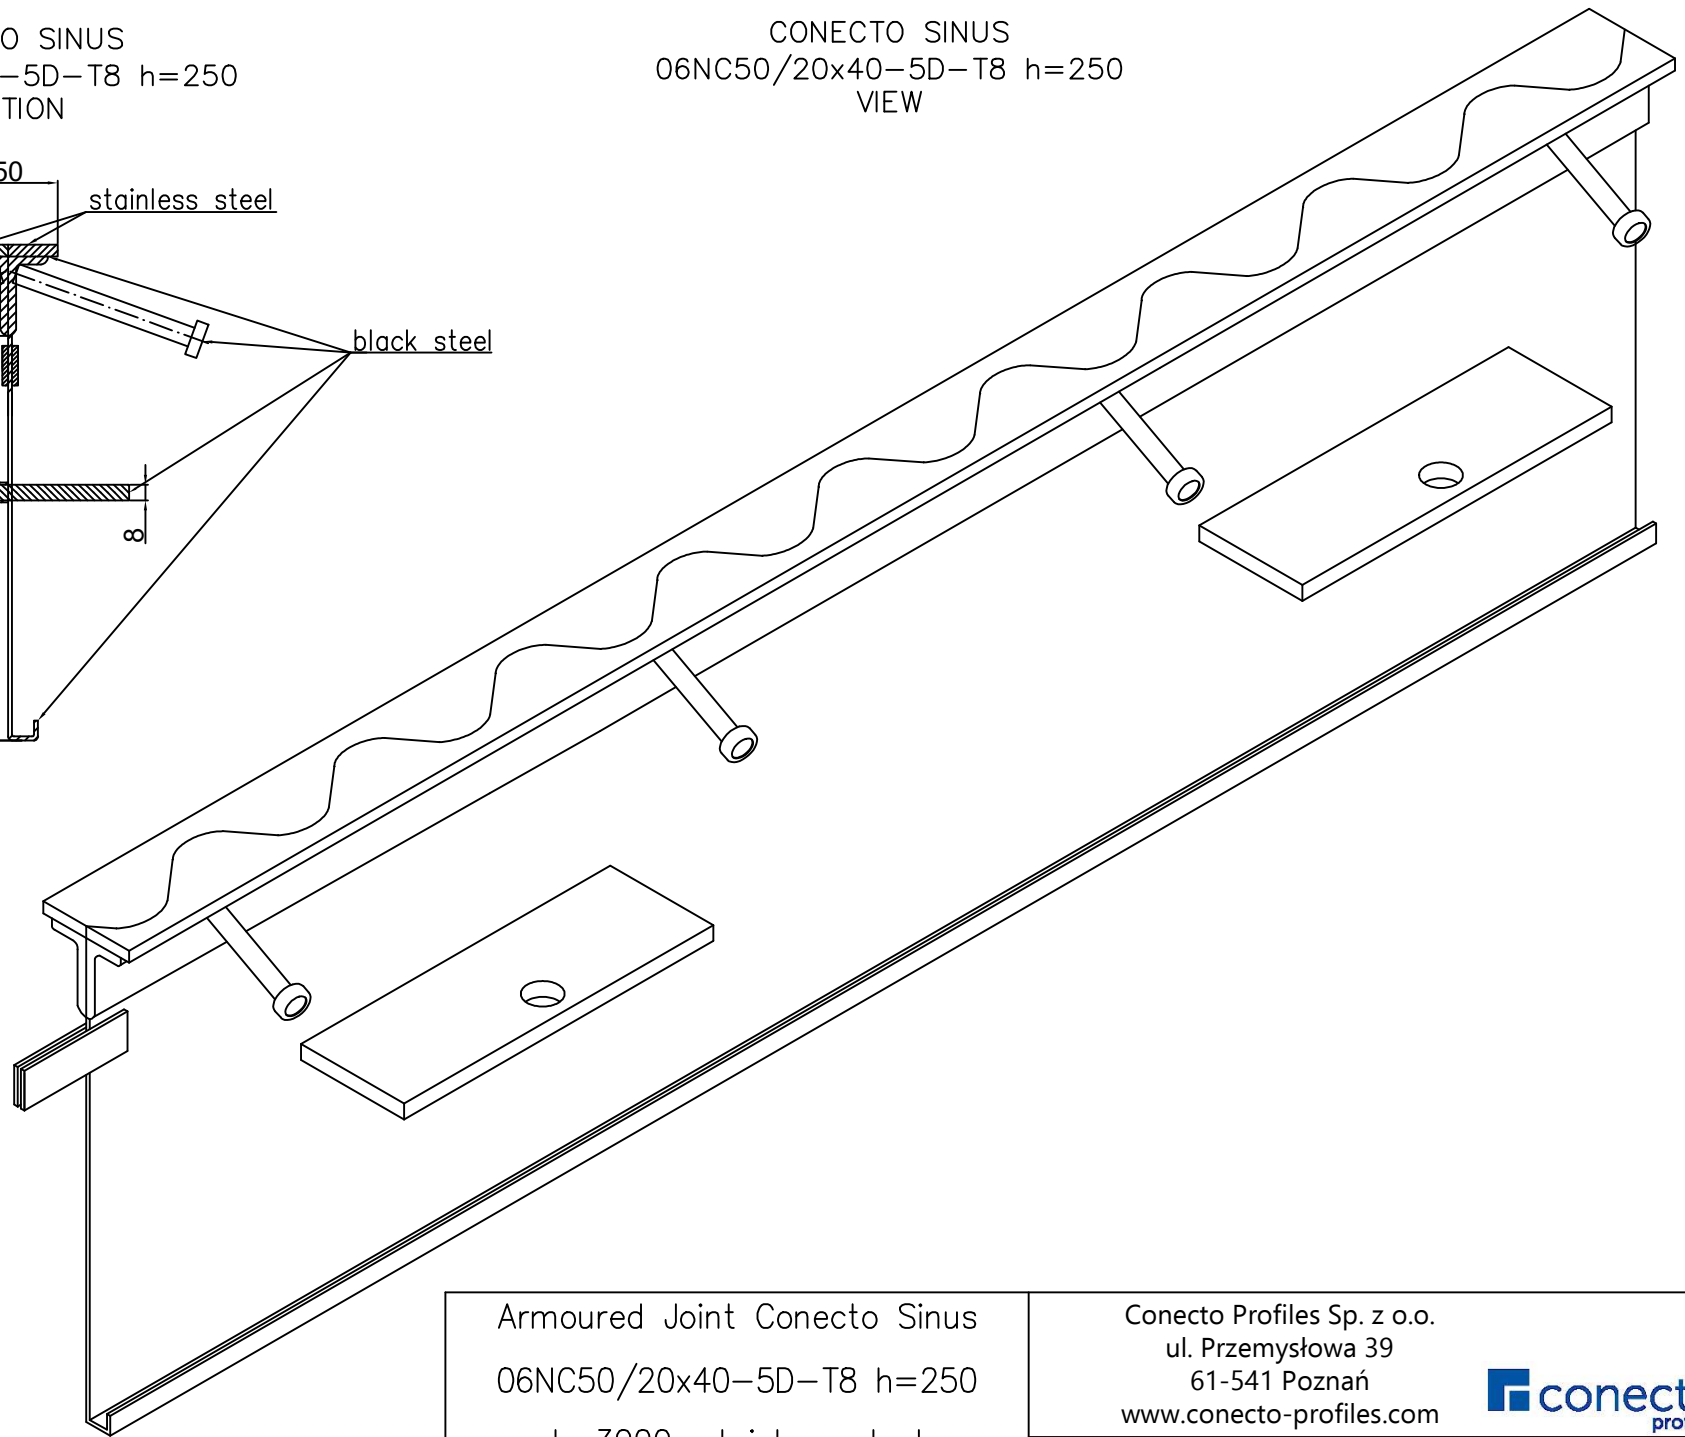 O SINUS
-5D-T8 h=250
TION
CONECTO SINUS
06NC50/20x40-5D-T8 h=250
VIEW
50
stainless steel
black steel
8
Armoured Joint Conecto Sinus
06NC50/20x40-5D-T8 h=250
Conecto Profiles Sp. z o.o.
ul. Przemysłowa 39
61-541 Poznań
www.conecto-profiles.com
conect
prof